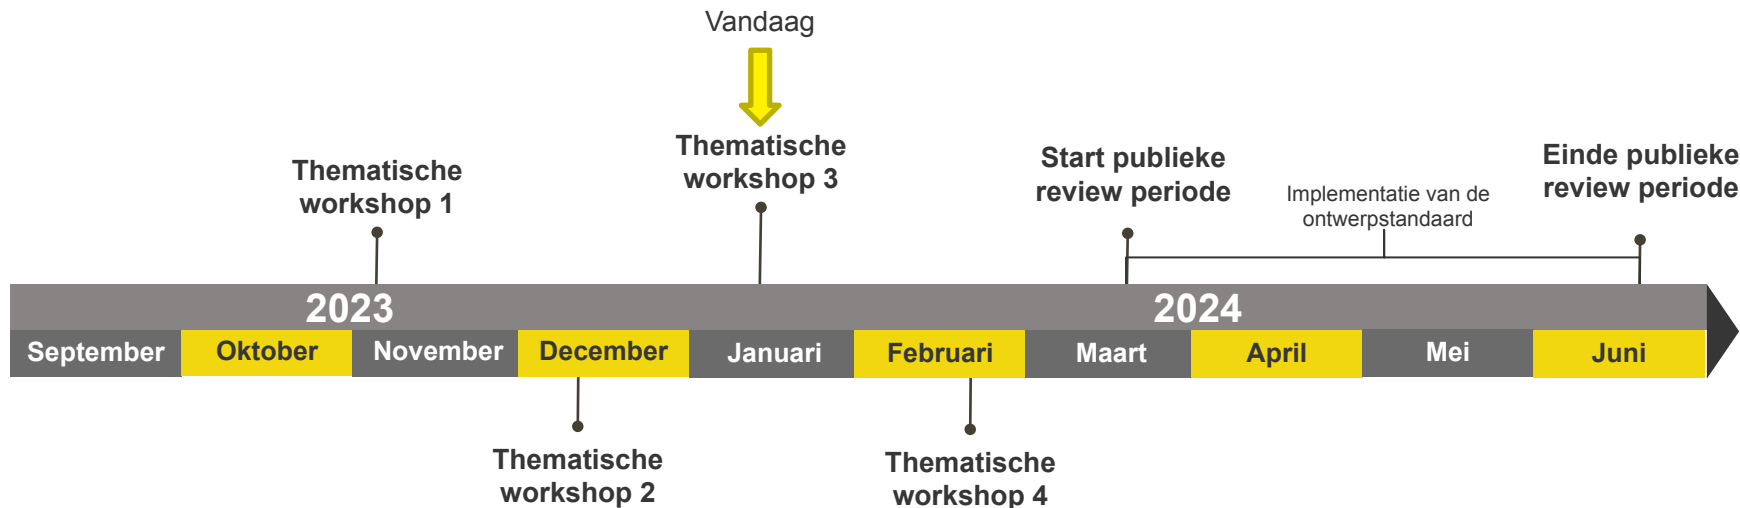 Vandaag
Thematische
workshop 1
Thematische
workshop 3
Start publieke
review periode
Implementatie van de
ontwerpstandaard
Einde publieke
review periode
2023
2024
September
Oktober
November
December
Januari
Februari
Maart
April
Mei
Juni
Thematische
workshop 2
Thematische
workshop 4